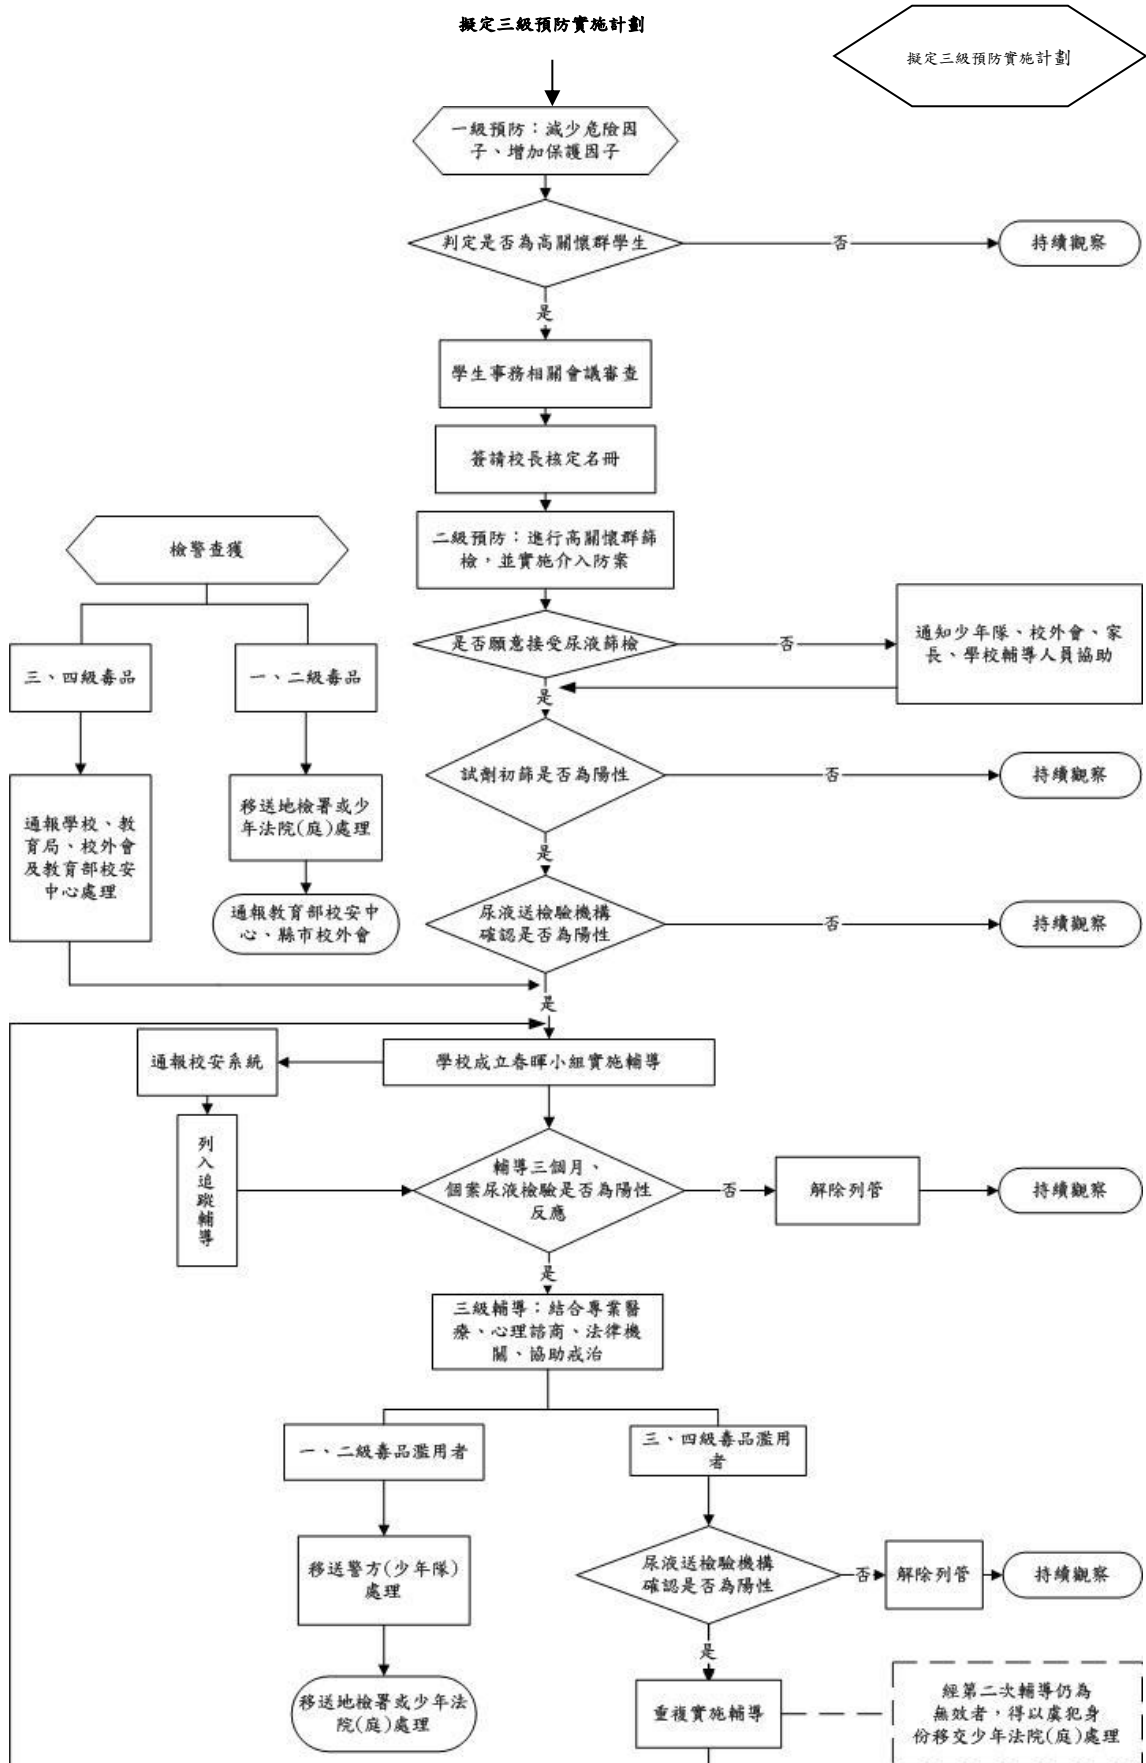 擬定三級預防實施計劃
擬定三級預防實施計劃
一級預防：減少危險因
子、增加保護因子
判定是否為高關懷群學生
否
持續觀察
是
學生事務相關會議審查
簽請校長核定名冊
二級預防：進行高關懷群篩
檢，並實施介入防案
檢警查獲
是否願意接受尿液篩檢
否
通知少年隊、校外會、家
長、學校輔導人員協助
三、四級毒品
一、二級毒品
是
試劑初篩是否為陽性
否
持續觀察
通報學校、教
育局、校外會
及教育部校安
中心處理
移送地檢署或少
年法院(庭)處理
是
通報教育部校安中
心、縣市校外會
尿液送檢驗機構
確認是否為陽性
否
持續觀察
是
通報校安系統
學校成立春暉小組實施輔導
列
入
追
蹤
輔
導
輔導三個月、
個案尿液檢驗是否為陽性
反應
否
解除列管
持續觀察
是
三級輔導：結合專業醫
療、心理諮商、法律機
關、協助戒治
一、二級毒品濫用者
三、四級毒品濫用
者
移送警方(少年隊)
處理
尿液送檢驗機構
確認是否為陽性
否
解除列管
持續觀察
是
移送地檢署或少年法
院(庭)處理
重複實施輔導
經第二次輔導仍為
無效者，得以虞犯身
份移交少年法院(庭)處理